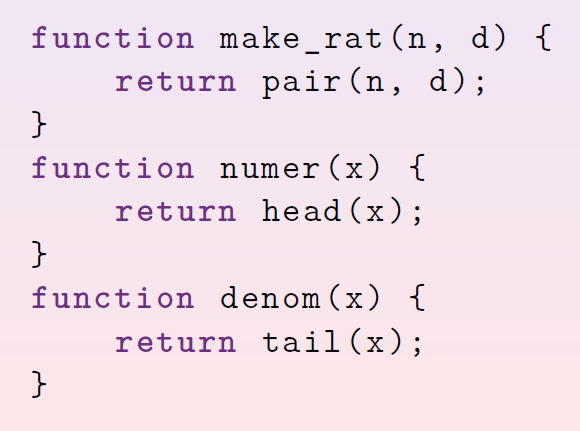 function make_rat(n, d) {
    return pair(n, d);
}
function numer(x) {
    return head(x);
}
function denom(x) {
    return tail(x);
}